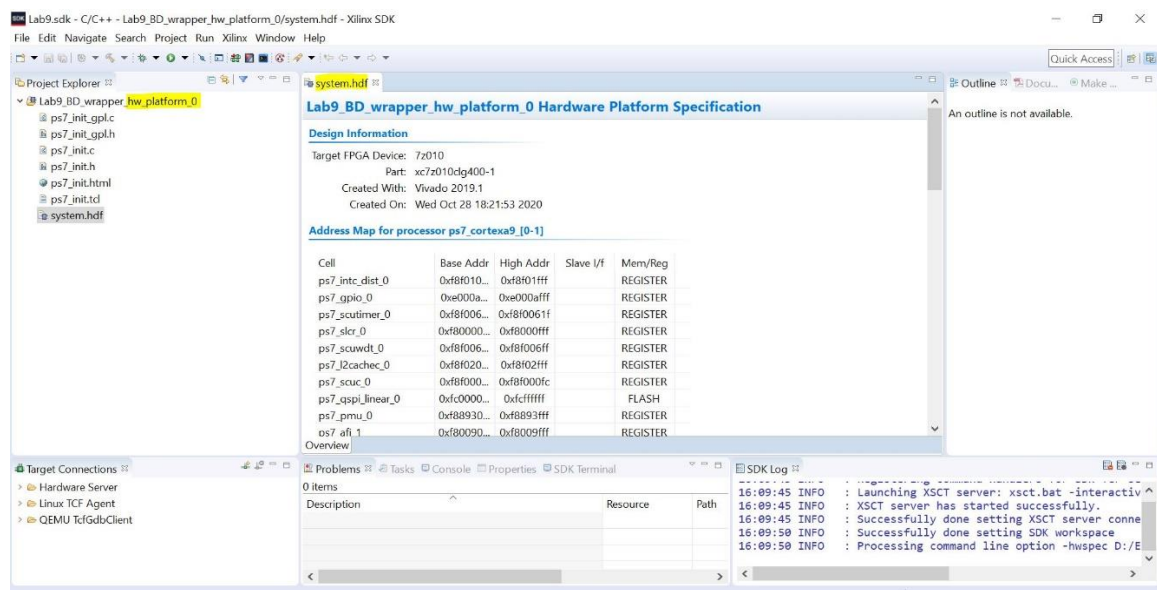 Lab9.sdk - C/C++ - Lab9_BD_wrapper_hw_platform_0/system.hdf - Xilinx SDK
File Edit Navigate Search Project Run Xilinx Window Help
Quick Access
Project Explorer
Lab9_BD_wrapper_hw_platform_0
ps7_init_gpl.c
ps7_init_gpl.h
ps7_init.c
ps7_init.h
ps7_init.html
ps7_init.tcl
system.hdf
system.hdf
Lab9_BD_wrapper_hw_platform_0 Hardware Platform Specification
Design Information
Target FPGA Device: 7z010
Part: xc7z010clg400-1
Created With: Vivado 2019.1
Created On: Wed Oct 28 18:21:53 2020
Address Map for processor ps7_cortexa9_[0-1]
Cell Base Addr High Addr Slave I/f Mem/Reg
ps7_intc_dist_0 0xf8f010... 0xf8f01fff REGISTER
ps7_gpio_0 0xe000a... 0xe000afff REGISTER
ps7_scutimer_0 0xf8f006... 0xf8f0061f REGISTER
ps7_slcr_0 0xf80000... 0xf8000fff REGISTER
ps7_scuwdt_0 0xf8f006... 0xf8f006ff REGISTER
ps7_l2cachec_0 0xf8f020... 0xf8f02fff REGISTER
ps7_scuc_0 0xf8f000... 0xf8f000fc REGISTER
ps7_qspi_linear_0 0xfc0000... 0xfcffffff FLASH
ps7_pmu_0 0xf88930... 0xf8893fff REGISTER
ps7_afi_1 0xf80090... 0xf8009fff REGISTER
Overview
Outline Docu... Make ...
An outline is not available.
Target Connections
Hardware Server
Linux TCF Agent
QEMU TcfGdbClient
Problems Tasks Console Properties SDK Terminal
0 items
Description Resource Path
SDK Log
16:09:45 INFO : Launching XSCT server: xsct.bat -interactiv
16:09:45 INFO : XSCT server has started successfully.
16:09:45 INFO : Successfully done setting XSCT server conne
16:09:50 INFO : Successfully done setting SDK workspace
16:09:50 INFO : Processing command line option -hwspec D:/E